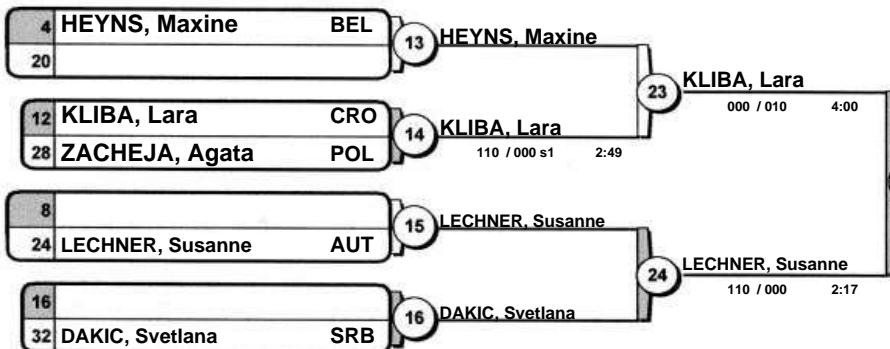 4 HEYNS, Maxine BEL
20
13 HEYNS, Maxine
12 KLIBA, Lara CRO
28 ZACHEJA, Agata POL
14 KLIBA, Lara
110 / 000 s1 2:49
23 KLIBA, Lara
000 / 010 4:00
8
24 LECHNER, Susanne AUT
15 LECHNER, Susanne
16
32 DAKIC, Svetlana SRB
16 DAKIC, Svetlana
24 LECHNER, Susanne
110 / 000 2:17